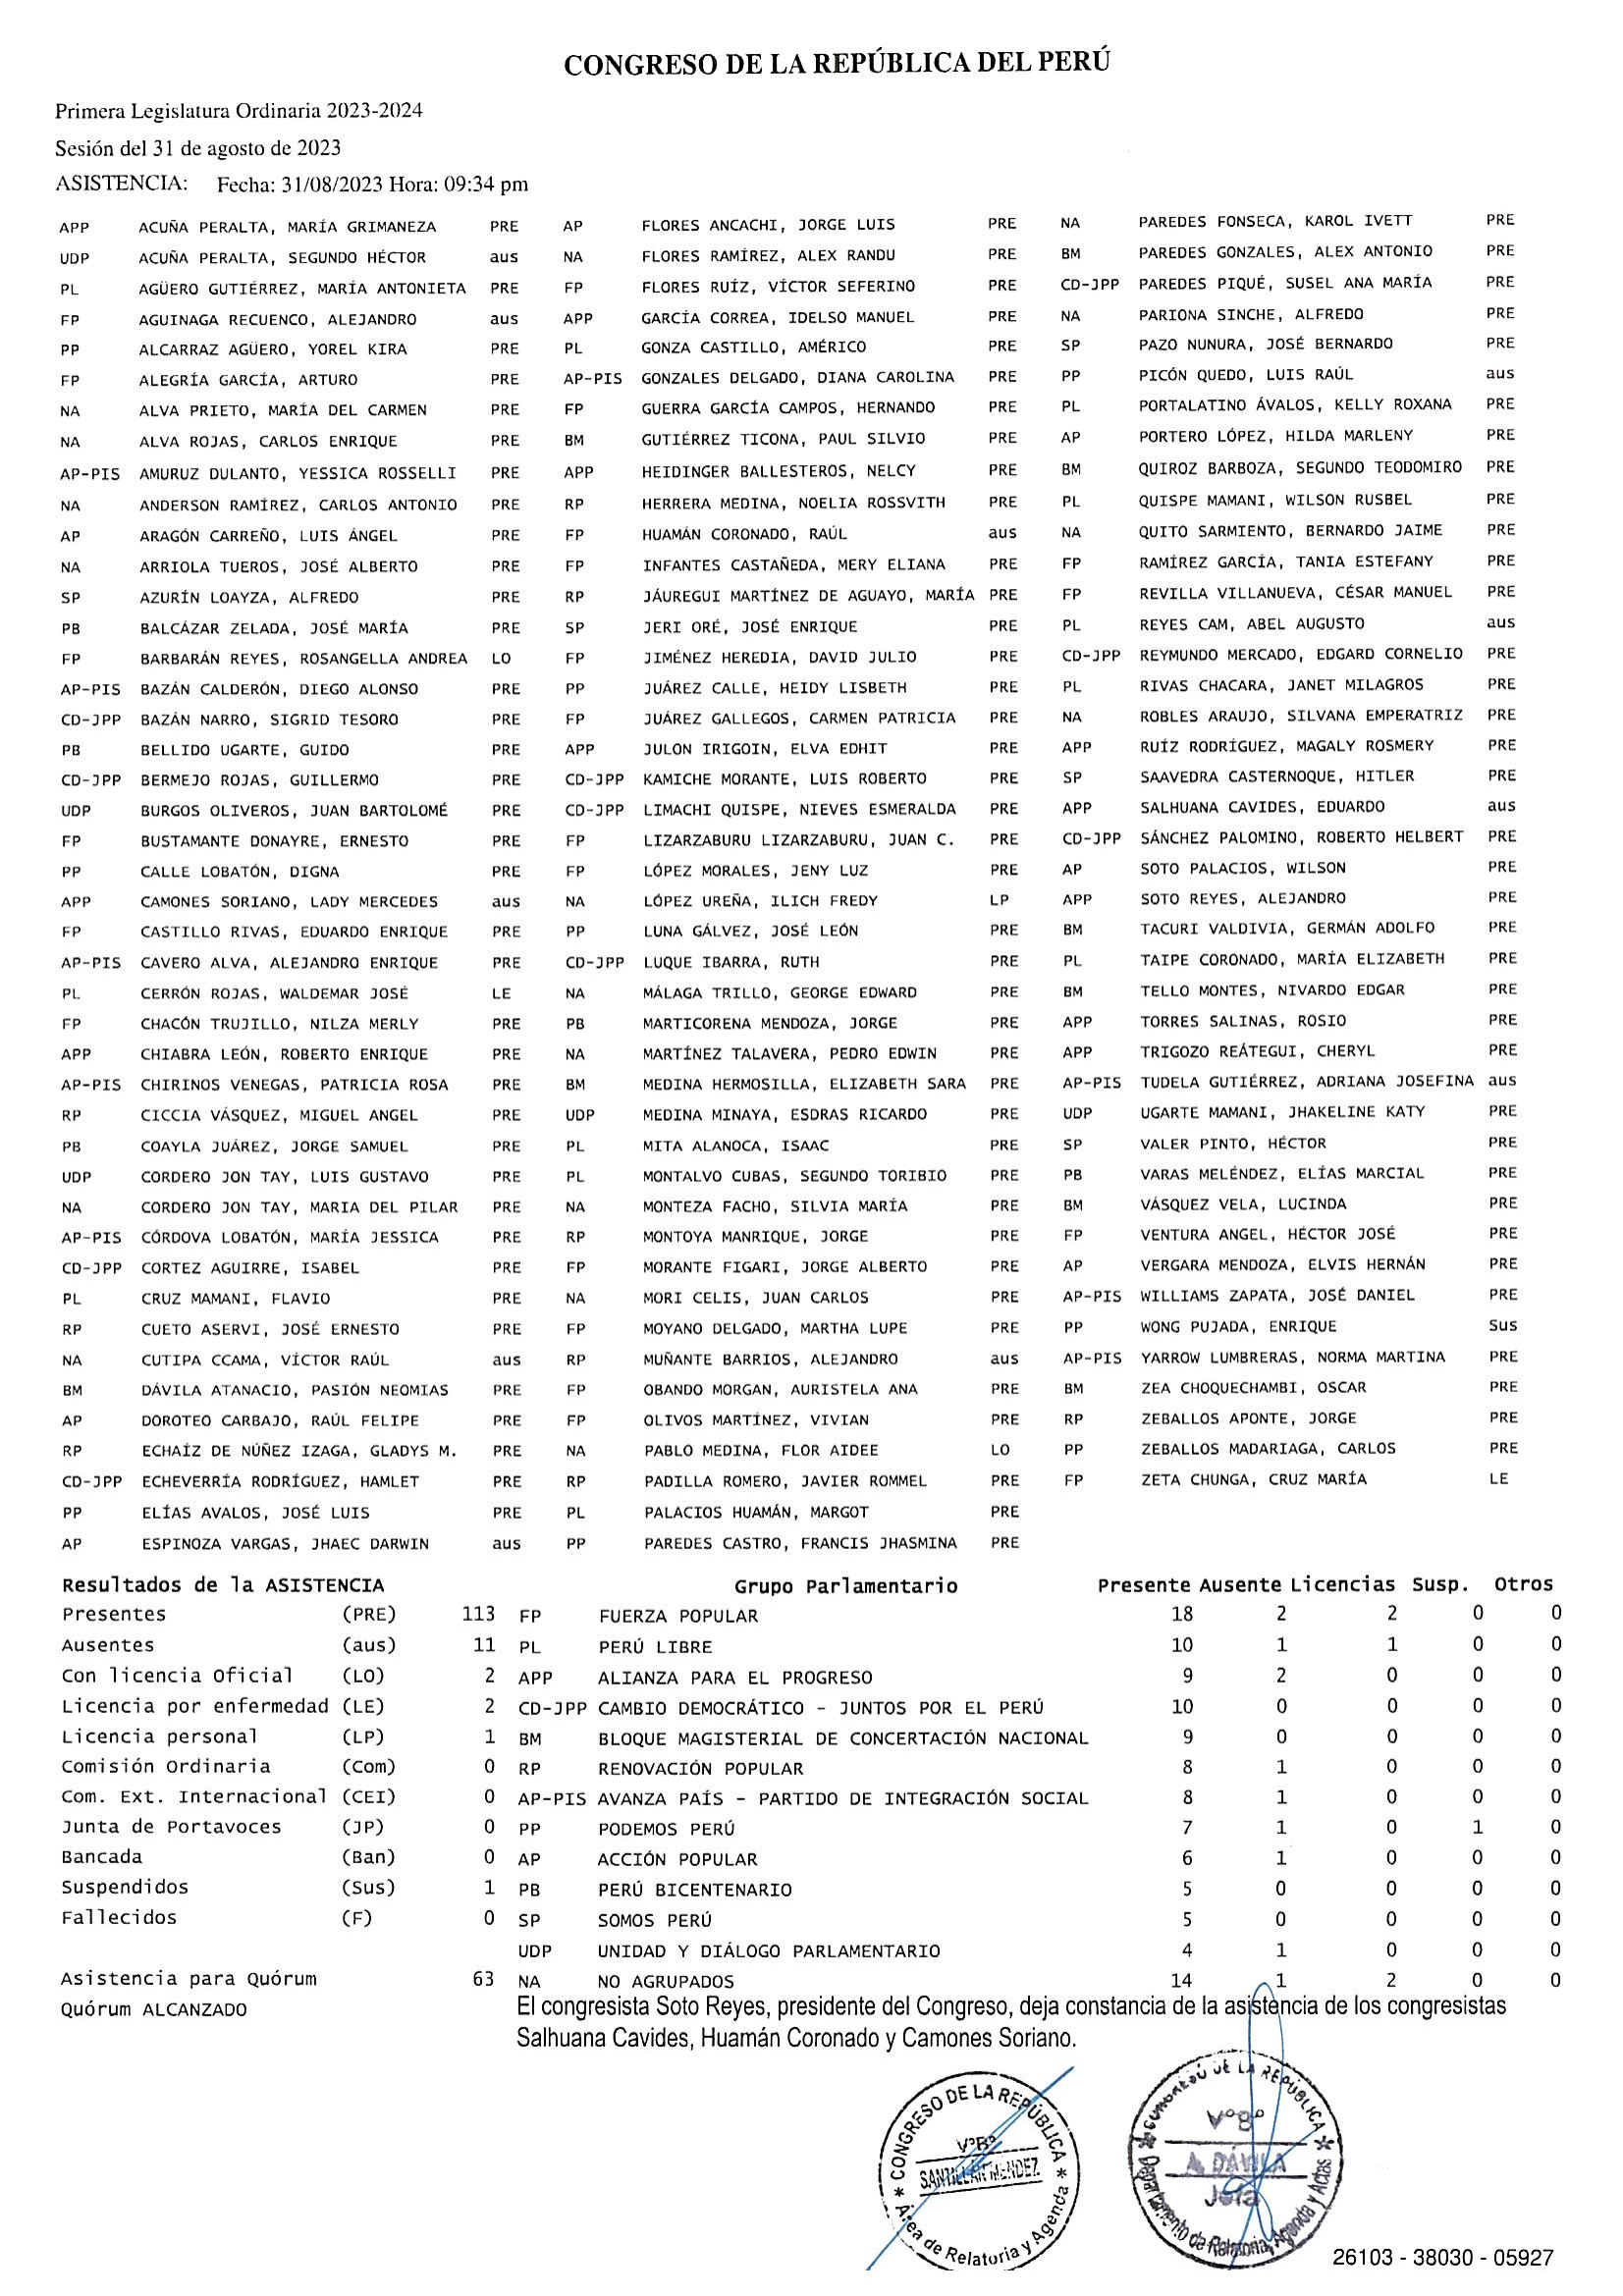 CONGRESO DE LA REPÚBLICA DEL PERÚ
Primera Legislatura Ordinaria 2023-2024
Sesión del 31 de agosto de 2023
ASISTENCIA: Fecha: 31/08/2023 Hora: 09:34 pm
APP ACUÑA PERALTA, MARÍA GRIMANEZA PRE AP FLORES ANCACHI, JORGE LUIS PRE NA PAREDES FONSECA, KAROL IVETT PRE
UDP ACUÑA PERALTA, SEGUNDO HÉCTOR aus NA FLORES RAMÍREZ, ALEX RANDU PRE BM PAREDES GONZALES, ALEX ANTONIO PRE
PL AGÜERO GUTIÉRREZ, MARÍA ANTONIETA PRE FP FLORES RUÍZ, VÍCTOR SEFERINO PRE CD-JPP PAREDES PIQUÉ, SUSEL ANA MARÍA PRE
FP AGUINAGA RECUENCO, ALEJANDRO aus APP GARCÍA CORREA, IDELSO MANUEL PRE NA PARIONA SINCHE, ALFREDO PRE
PP ALCARRAZ AGÜERO, YOREL KIRA PRE PL GONZA CASTILLO, AMÉRICO PRE SP PAZO NUNURA, JOSÉ BERNARDO PRE
FP ALEGRÍA GARCÍA, ARTURO PRE AP-PIS GONZALES DELGADO, DIANA CAROLINA PRE PP PICÓN QUEDO, LUIS RAÚL aus
NA ALVA PRIETO, MARÍA DEL CARMEN PRE FP GUERRA GARCÍA CAMPOS, HERNANDO PRE PL PORTALATINO ÁVALOS, KELLY ROXANA PRE
NA ALVA ROJAS, CARLOS ENRIQUE PRE BM GUTIÉRREZ TICONA, PAUL SILVIO PRE AP PORTERO LÓPEZ, HILDA MARLENY PRE
AP-PIS AMURUZ DULANTO, YESSICA ROSSELLI PRE APP HEIDINGER BALLESTEROS, NELCY PRE BM QUIROZ BARBOZA, SEGUNDO TEODOMIRO PRE
NA ANDERSON RAMÍREZ, CARLOS ANTONIO PRE RP HERRERA MEDINA, NOELIA ROSSVITH PRE PL QUISPE MAMANI, WILSON RUSBEL PRE
AP ARAGÓN CARREÑO, LUIS ÁNGEL PRE FP HUAMÁN CORONADO, RAÚL aus NA QUITO SARMIENTO, BERNARDO JAIME PRE
NA ARRIOLA TUEROS, JOSÉ ALBERTO PRE FP INFANTES CASTAÑEDA, MERY ELIANA PRE FP RAMÍREZ GARCÍA, TANIA ESTEFANY PRE
SP AZURÍN LOAYZA, ALFREDO PRE RP JÁUREGUI MARTÍNEZ DE AGUAYO, MARÍA PRE FP REVILLA VILLANUEVA, CÉSAR MANUEL PRE
PB BALCÁZAR ZELADA, JOSÉ MARÍA PRE SP JERI ORÉ, JOSÉ ENRIQUE PRE PL REYES CAM, ABEL AUGUSTO aus
FP BARBARÁN REYES, ROSANGELLA ANDREA LO FP JIMÉNEZ HEREDIA, DAVID JULIO PRE CD-JPP REYMUNDO MERCADO, EDGARD CORNELIO PRE
AP-PIS BAZÁN CALDERÓN, DIEGO ALONSO PRE PP JUÁREZ CALLE, HEIDY LISBETH PRE PL RIVAS CHACARA, JANET MILAGROS PRE
CD-JPP BAZÁN NARRO, SIGRID TESORO PRE FP JUÁREZ GALLEGOS, CARMEN PATRICIA PRE NA ROBLES ARAUJO, SILVANA EMPERATRIZ PRE
PB BELLIDO UGARTE, GUIDO PRE APP JULON IRIGOIN, ELVA EDHIT PRE APP RUÍZ RODRÍGUEZ, MAGALY ROSMERY PRE
CD-JPP BERMEJO ROJAS, GUILLERMO PRE CD-JPP KAMICHE MORANTE, LUIS ROBERTO PRE SP SAAVEDRA CASTERNOQUE, HITLER PRE
UDP BURGOS OLIVEROS, JUAN BARTOLOMÉ PRE CD-JPP LIMACHI QUISPE, NIEVES ESMERALDA PRE APP SALHUANA CAVIDES, EDUARDO aus
FP BUSTAMANTE DONAYRE, ERNESTO PRE FP LIZARZABURU LIZARZABURU, JUAN C. PRE CD-JPP SÁNCHEZ PALOMINO, ROBERTO HELBERT PRE
PP CALLE LOBATÓN, DIGNA PRE FP LÓPEZ MORALES, JENY LUZ PRE AP SOTO PALACIOS, WILSON PRE
APP CAMONES SORIANO, LADY MERCEDES aus NA LÓPEZ UREÑA, ILICH FREDY LP APP SOTO REYES, ALEJANDRO PRE
FP CASTILLO RIVAS, EDUARDO ENRIQUE PRE PP LUNA GÁLVEZ, JOSÉ LEÓN PRE BM TACURI VALDIVIA, GERMÁN ADOLFO PRE
AP-PIS CAVERO ALVA, ALEJANDRO ENRIQUE PRE CD-JPP LUQUE IBARRA, RUTH PRE PL TAIPE CORONADO, MARÍA ELIZABETH PRE
PL CERRÓN ROJAS, WALDEMAR JOSÉ LE NA MÁLAGA TRILLO, GEORGE EDWARD PRE BM TELLO MONTES, NIVARDO EDGAR PRE
FP CHACÓN TRUJILLO, NILZA MERLY PRE PB MARTICORENA MENDOZA, JORGE PRE APP TORRES SALINAS, ROSIO PRE
APP CHIABRA LEÓN, ROBERTO ENRIQUE PRE NA MARTÍNEZ TALAVERA, PEDRO EDWIN PRE APP TRIGOZO REÁTEGUI, CHERYL PRE
AP-PIS CHIRINOS VENEGAS, PATRICIA ROSA PRE BM MEDINA HERMOSILLA, ELIZABETH SARA PRE AP-PIS TUDELA GUTIÉRREZ, ADRIANA JOSEFINA aus
RP CICCIA VÁSQUEZ, MIGUEL ANGEL PRE UDP MEDINA MINAYA, ESDRAS RICARDO PRE UDP UGARTE MAMANI, JHAKELINE KATY PRE
PB COAYLA JUÁREZ, JORGE SAMUEL PRE PL MITA ALANOCA, ISAAC PRE SP VALER PINTO, HÉCTOR PRE
UDP CORDERO JON TAY, LUIS GUSTAVO PRE PL MONTALVO CUBAS, SEGUNDO TORIBIO PRE PB VARAS MELÉNDEZ, ELÍAS MARCIAL PRE
NA CORDERO JON TAY, MARIA DEL PILAR PRE NA MONTEZA FACHO, SILVIA MARÍA PRE BM VÁSQUEZ VELA, LUCINDA PRE
AP-PIS CÓRDOVA LOBATÓN, MARÍA JESSICA PRE RP MONTOYA MANRIQUE, JORGE PRE FP VENTURA ANGEL, HÉCTOR JOSÉ PRE
CD-JPP CORTEZ AGUIRRE, ISABEL PRE FP MORANTE FIGARI, JORGE ALBERTO PRE AP VERGARA MENDOZA, ELVIS HERNÁN PRE
PL CRUZ MAMANI, FLAVIO PRE NA MORI CELIS, JUAN CARLOS PRE AP-PIS WILLIAMS ZAPATA, JOSÉ DANIEL PRE
RP CUETO ASERVI, JOSÉ ERNESTO PRE FP MOYANO DELGADO, MARTHA LUPE PRE PP WONG PUJADA, ENRIQUE Sus
NA CUTIPA CCAMA, VÍCTOR RAÚL aus RP MUÑANTE BARRIOS, ALEJANDRO aus AP-PIS YARROW LUMBRERAS, NORMA MARTINA PRE
BM DÁVILA ATANACIO, PASIÓN NEOMIAS PRE FP OBANDO MORGAN, AURISTELA ANA PRE BM ZEA CHOQUECHAMBI, OSCAR PRE
AP DOROTEO CARBAJO, RAÚL FELIPE PRE FP OLIVOS MARTÍNEZ, VIVIAN PRE RP ZEBALLOS APONTE, JORGE PRE
RP ECHAÍZ DE NÚÑEZ IZAGA, GLADYS M. PRE NA PABLO MEDINA, FLOR AIDEE LO PP ZEBALLOS MADARIAGA, CARLOS PRE
CD-JPP ECHEVERRÍA RODRÍGUEZ, HAMLET PRE RP PADILLA ROMERO, JAVIER ROMMEL PRE FP ZETA CHUNGA, CRUZ MARÍA LE
PP ELÍAS AVALOS, JOSÉ LUIS PRE PL PALACIOS HUAMÁN, MARGOT PRE
AP ESPINOZA VARGAS, JHAEC DARWIN aus PP PAREDES CASTRO, FRANCIS JHASMINA PRE
Resultados de la ASISTENCIA Grupo Parlamentario Presente Ausente Licencias Susp. Otros
Presentes (PRE) 113 FP FUERZA POPULAR 18 2 2 0 0
Ausentes (aus) 11 PL PERÚ LIBRE 10 1 1 0 0
Con licencia Oficial (LO) 2 APP ALIANZA PARA EL PROGRESO 9 2 0 0 0
Licencia por enfermedad (LE) 2 CD-JPP CAMBIO DEMOCRÁTICO - JUNTOS POR EL PERÚ 10 0 0 0 0
Licencia personal (LP) 1 BM BLOQUE MAGISTERIAL DE CONCERTACIÓN NACIONAL 9 0 0 0 0
Comisión Ordinaria (Com) 0 RP RENOVACIÓN POPULAR 8 1 0 0 0
Com. Ext. Internacional (CEI) 0 AP-PIS AVANZA PAÍS - PARTIDO DE INTEGRACIÓN SOCIAL 8 1 0 0 0
Junta de Portavoces (JP) 0 PP PODEMOS PERÚ 7 1 0 1 0
Bancada (Ban) 0 AP ACCIÓN POPULAR 6 1 0 0 0
Suspendidos (Sus) 1 PB PERÚ BICENTENARIO 5 0 0 0 0
Fallecidos (F) 0 SP SOMOS PERÚ 5 0 0 0 0
UDP UNIDAD Y DIÁLOGO PARLAMENTARIO 4 1 0 0 0
Asistencia para Quórum 63 NA NO AGRUPADOS 14 1 2 0 0
Quórum ALCANZADO
El congresista Soto Reyes, presidente del Congreso, deja constancia de la asistencia de los congresistas
Salhuana Cavides, Huamán Coronado y Camones Soriano.
* CONGRESO DE LA REPÚBLICA *
V°B°
SANTILLAN MENDEZ
Área de Relatoría y Agenda
* CONGRESO DE LA REPÚBLICA *
V°B°
A. DÁVILA
Jefa
Departamento de Relatoría, Agenda y Actas
26103 - 38030 - 05927